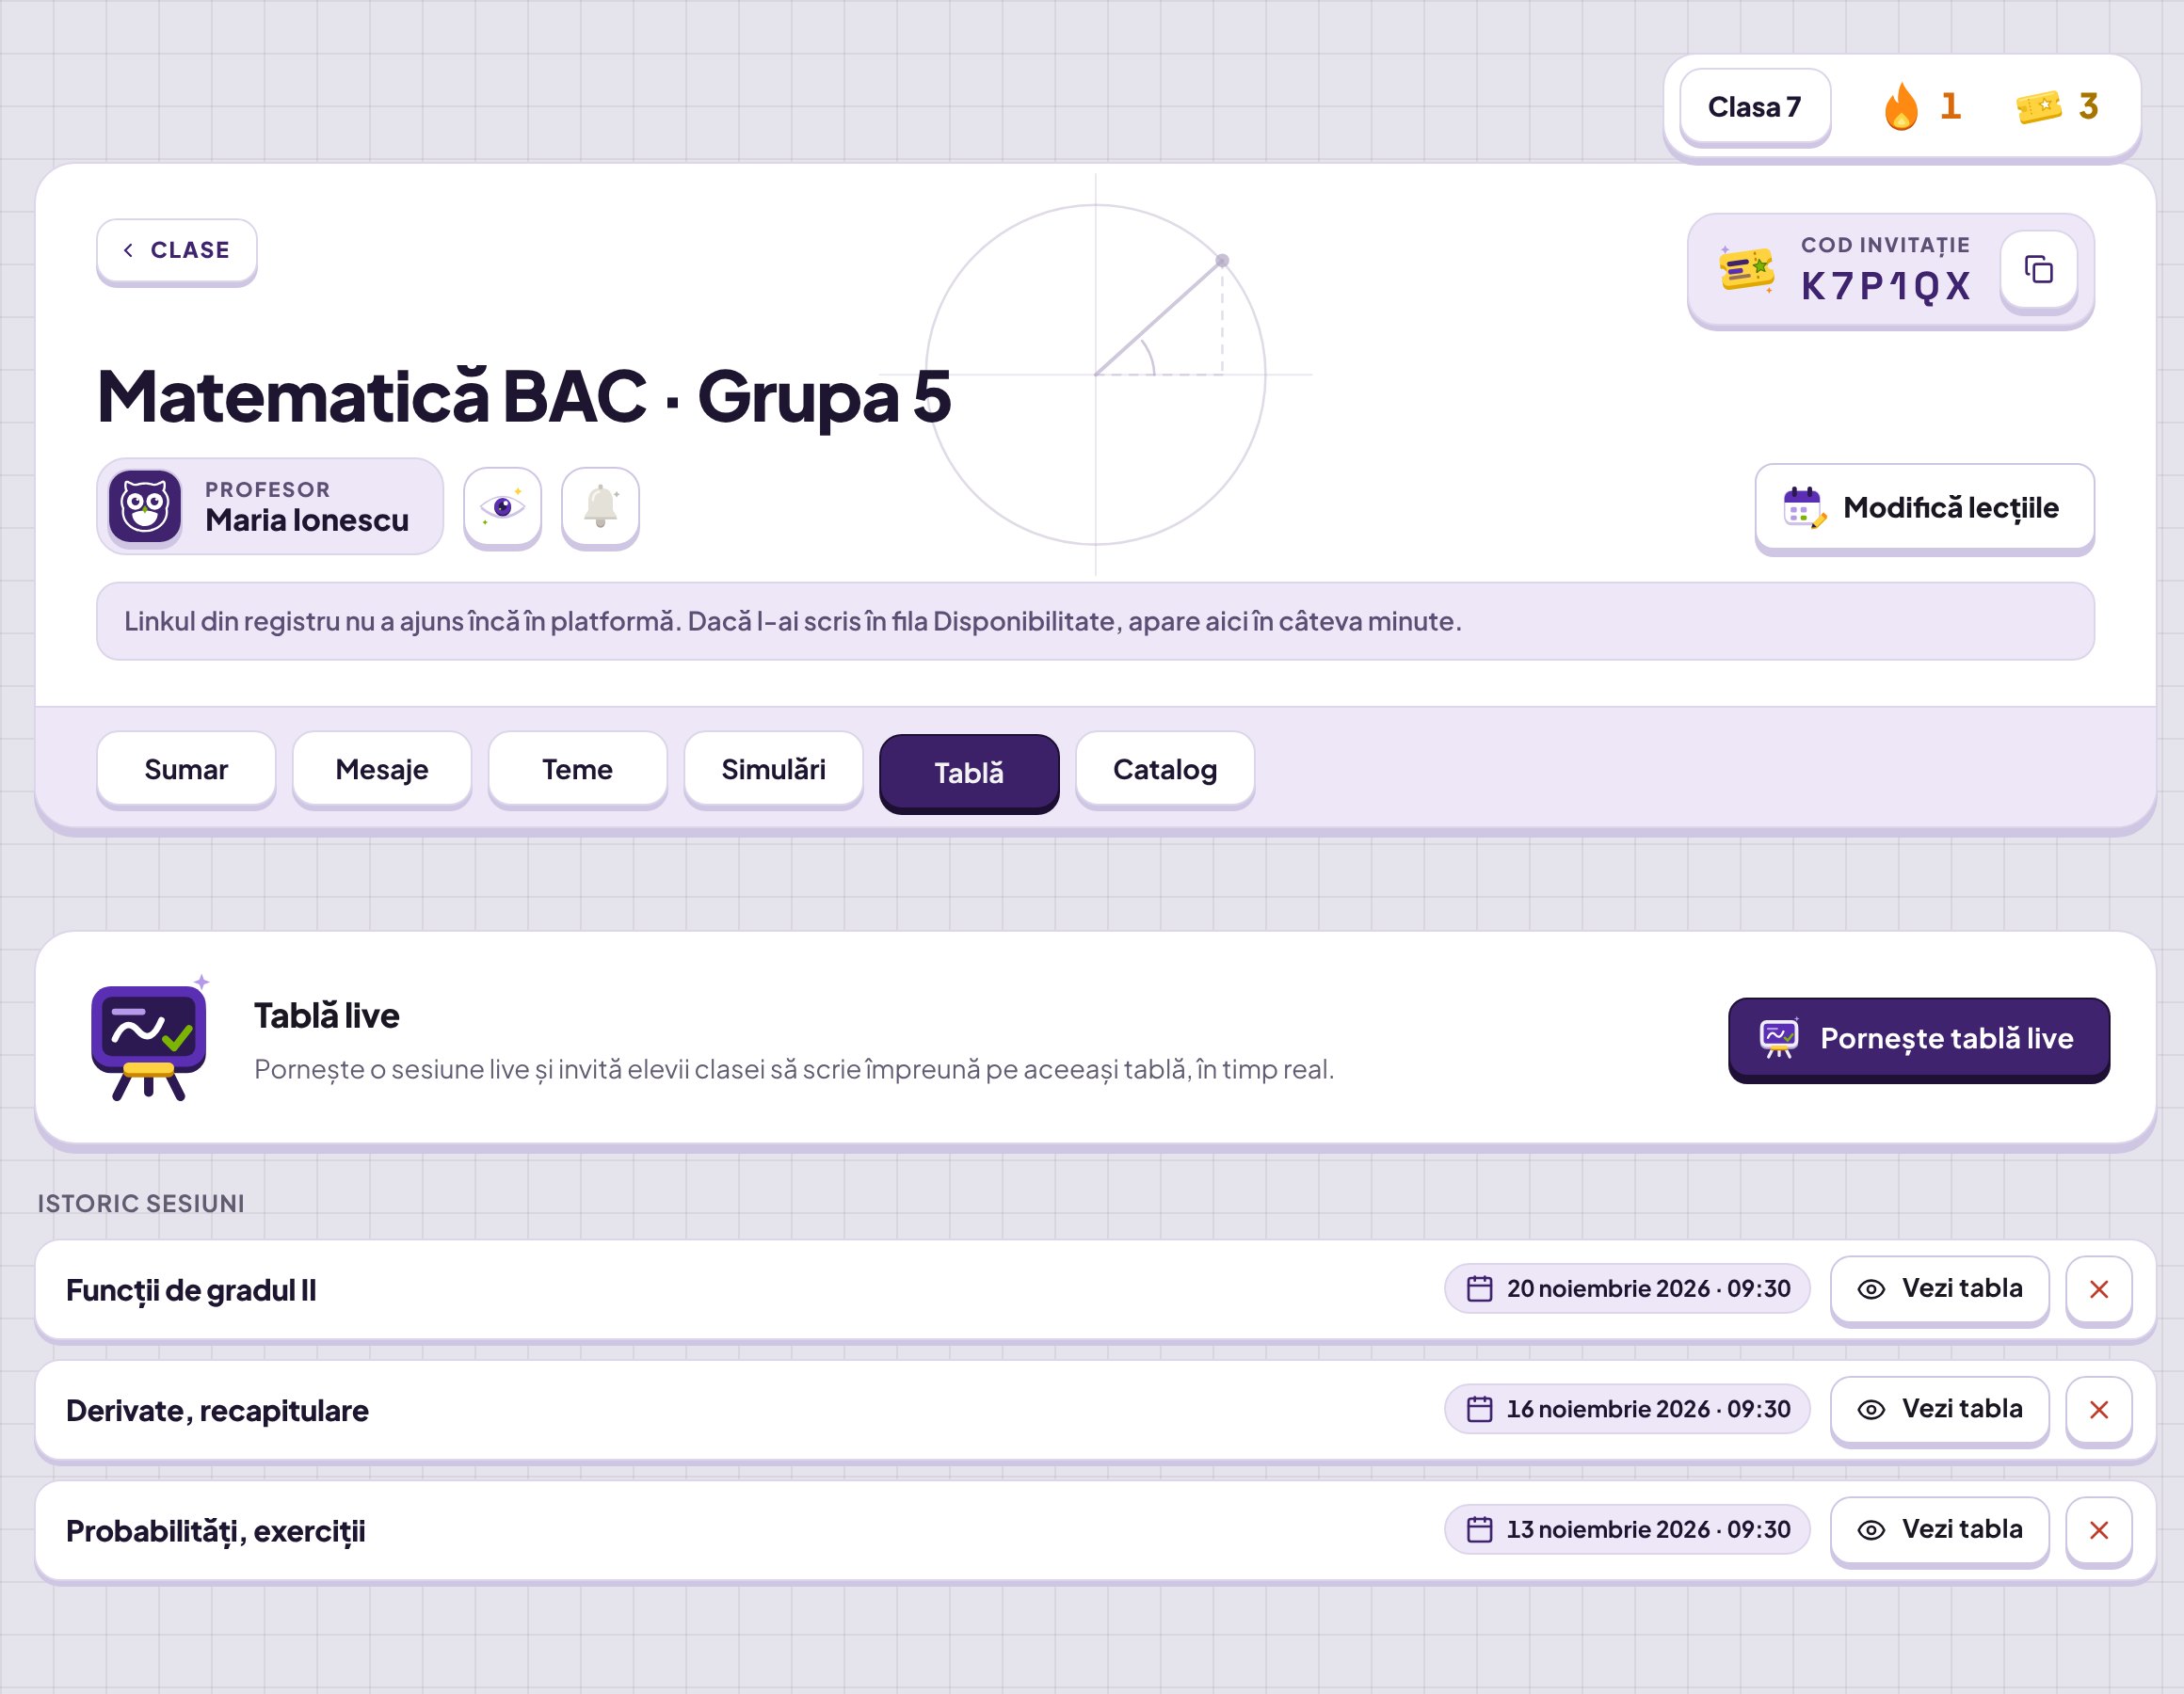 Clasa 7
1
3
CLASE
COD INVITAȚIE
K7P1QX
Matematică BAC · Grupa 5
PROFESOR
Maria Ionescu
Modifică lecțiile
Linkul din registru nu a ajuns încă în platformă. Dacă l-ai scris în fila Disponibilitate, apare aici în câteva minute.
Sumar
Mesaje
Teme
Simulări
Tablă
Catalog
Tablă live
Pornește o sesiune live și invită elevii clasei să scrie împreună pe aceeași tablă, în timp real.
Pornește tablă live
ISTORIC SESIUNI
Funcții de gradul II
20 noiembrie 2026 · 09:30
Vezi tabla
Derivate, recapitulare
16 noiembrie 2026 · 09:30
Vezi tabla
Probabilități, exerciții
13 noiembrie 2026 · 09:30
Vezi tabla